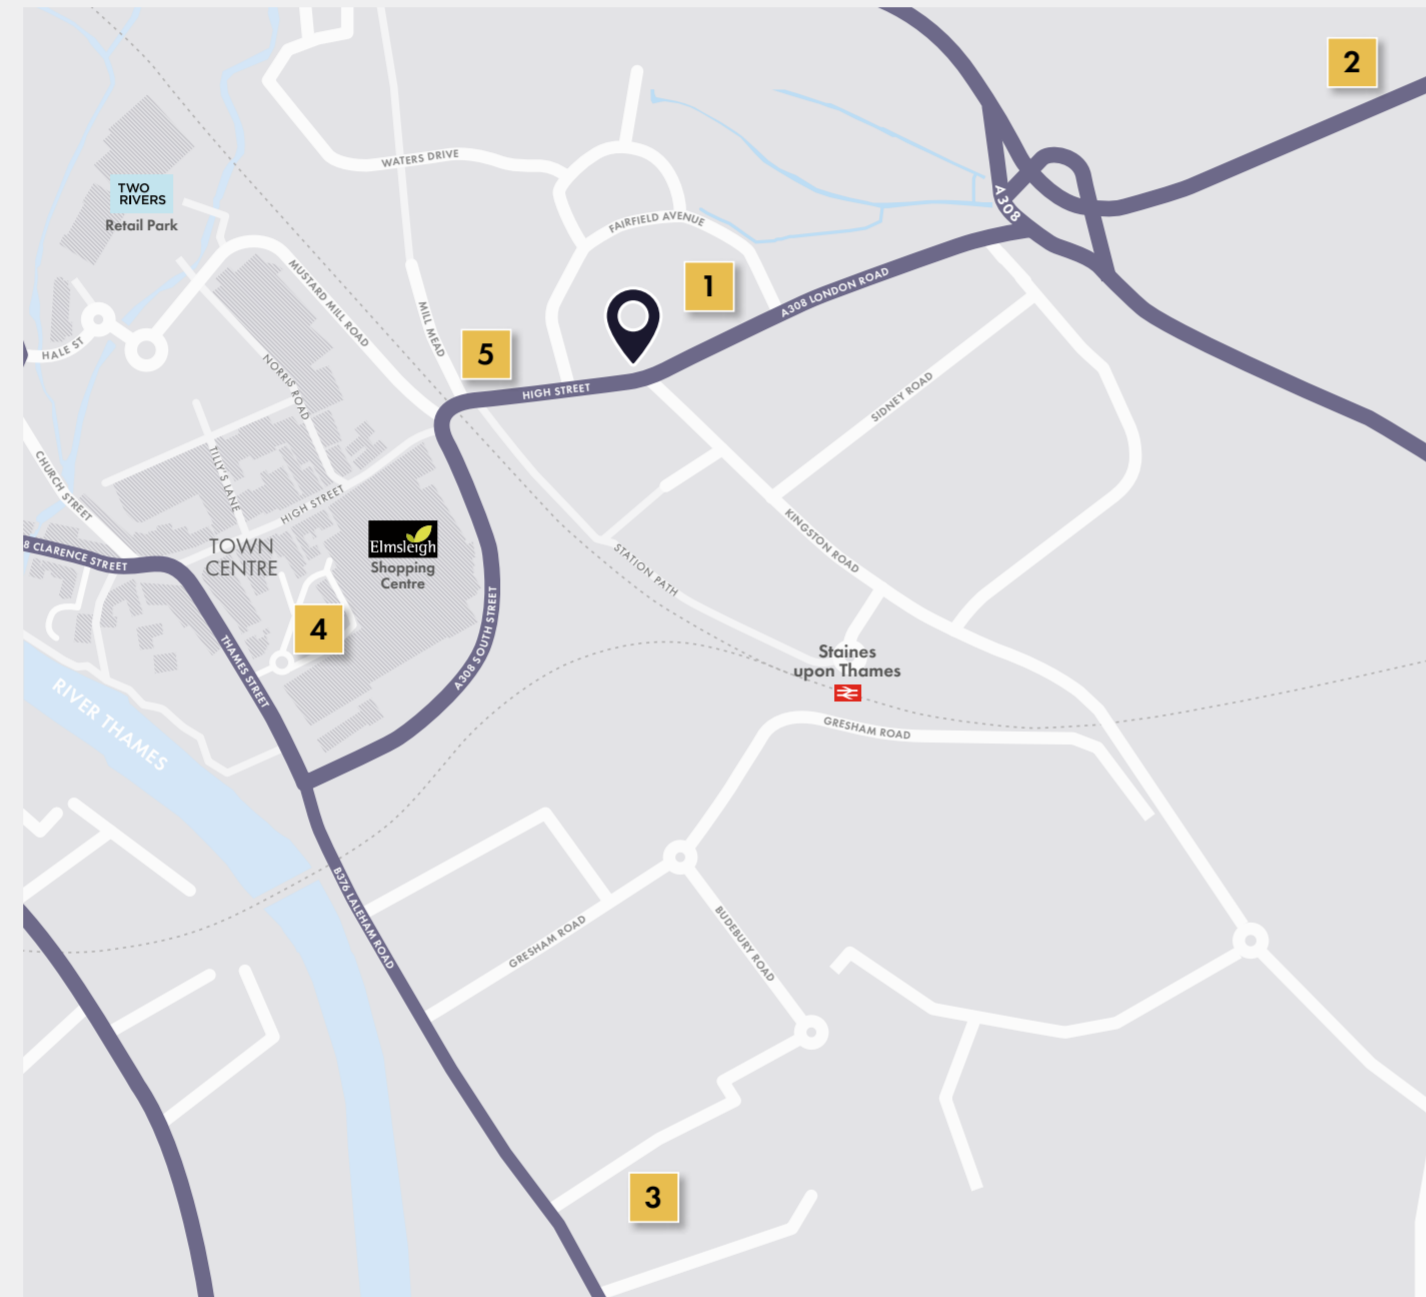 2
WATERS DRIVE
TWO
RIVERS
Retail Park
A308
FAIRFIELD AVENUE
1
MUSTARD MILL ROAD
MILL MEAD
A308 LONDON ROAD
HALE ST
5
NORRIS ROAD
HIGH STREET
SIDNEY ROAD
CHURCH STREET
TILLY'S LANE
HIGH STREET
KINGSTON ROAD
8 CLARENCE STREET
TOWN
CENTRE
Elmsleigh
Shopping
Centre
STATION PATH
4
THAMES STREET
A308 SOUTH STREET
Staines
upon Thames
RIVER THAMES
GRESHAM ROAD
B376 LALEHAM ROAD
GRESHAM ROAD
BUDEBURY ROAD
3